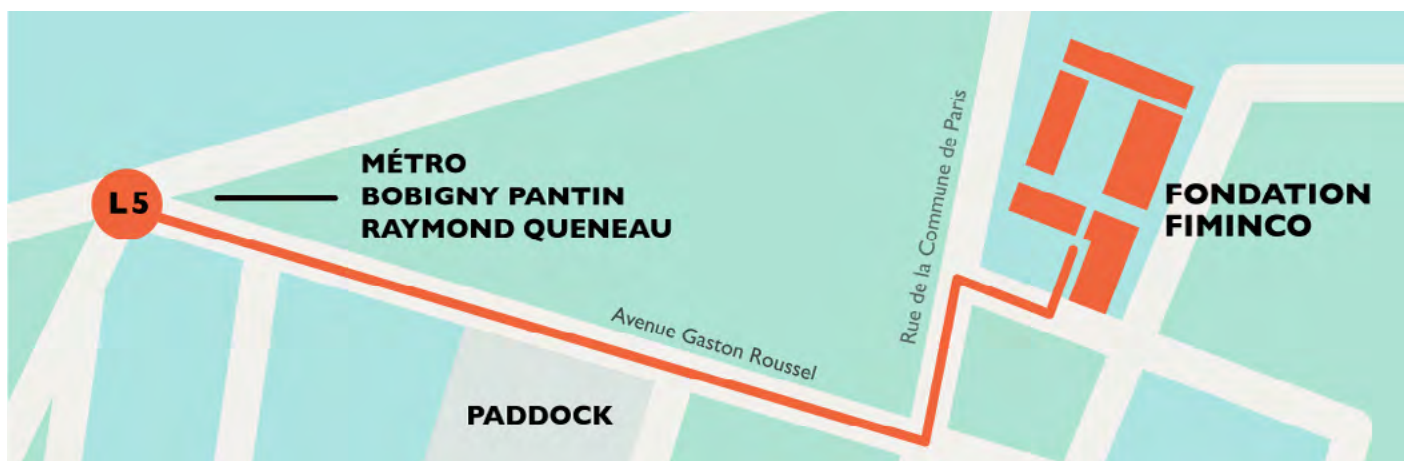 L5
MÉTRO
BOBIGNY PANTIN
RAYMOND QUENEAU
Avenue Gaston Roussel
PADDOCK
Rue de la Commune de Paris
FONDATION
FIMINCO